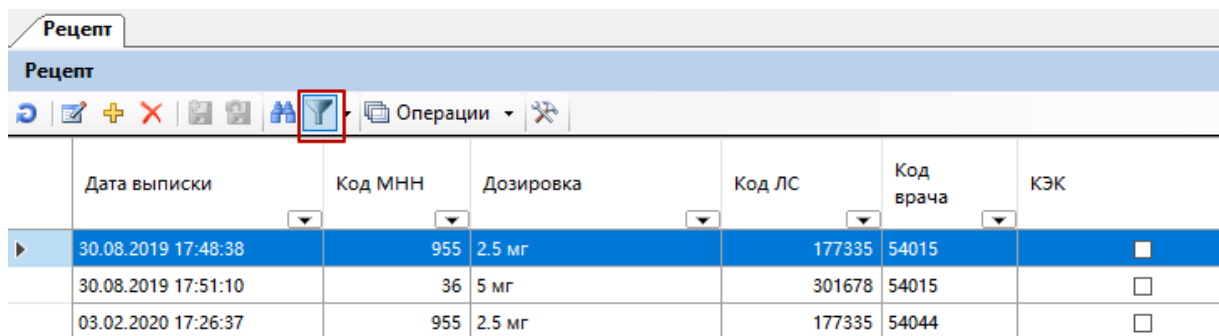 Рецепт
Рецепт
Операции
Дата выписки Код МНН Дозировка Код ЛС Код врача КЭК
30.08.2019 17:48:38 955 2.5 мг 177335 54015
30.08.2019 17:51:10 36 5 мг 301678 54015
03.02.2020 17:26:37 955 2.5 мг 177335 54044